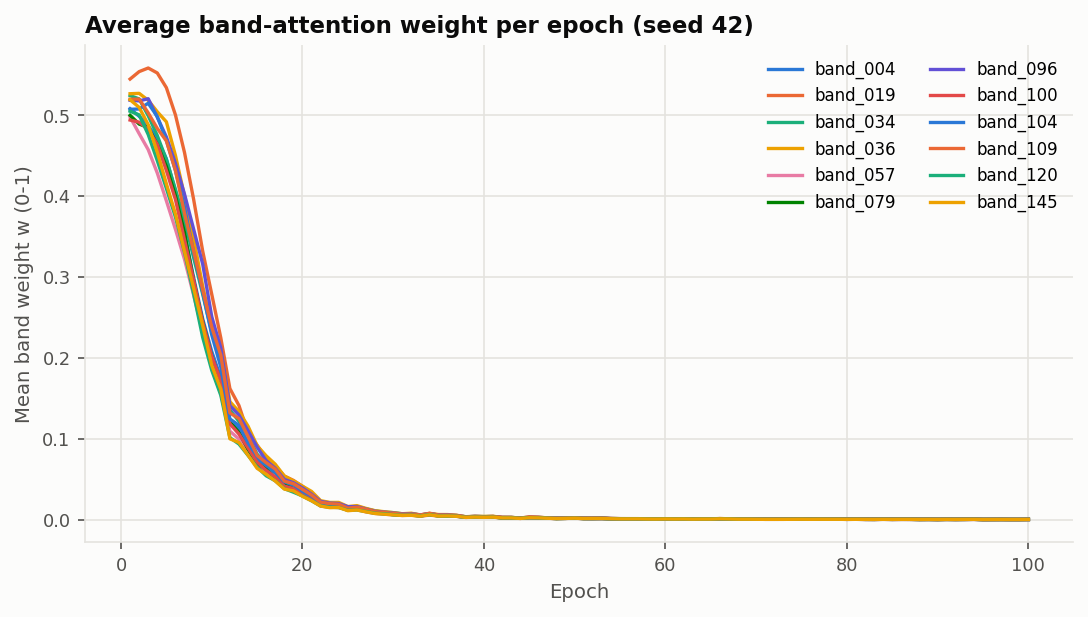 Average band-attention weight per epoch (seed 42)
Mean band weight w (0-1)
0.5
0.4
0.3
0.2
0.1
0.0
band_004
band_019
band_034
band_036
band_057
band_079
band_096
band_100
band_104
band_109
band_120
band_145
0 20 40 60 80 100
Epoch